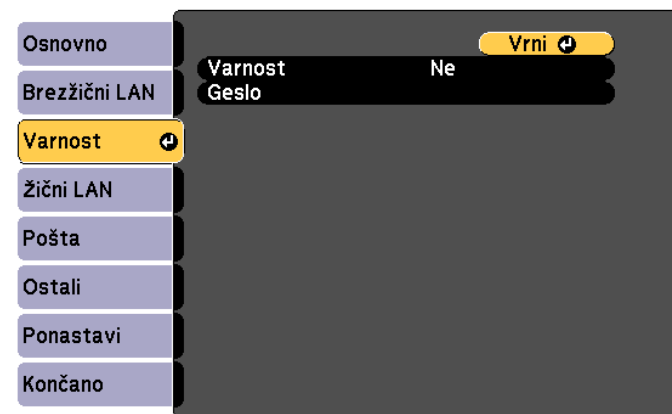 Osnovno
Brezžični LAN
Varnost
Žični LAN
Pošta
Ostali
Ponastavi
Končano
Vrni
Varnost Ne
Geslo